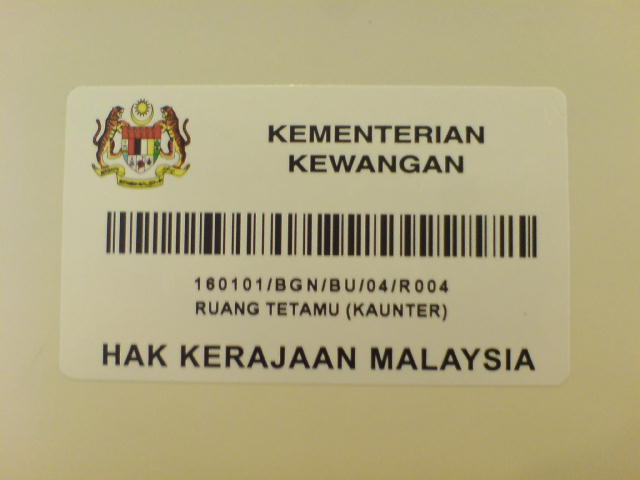 KEMENTERIAN
KEWANGAN
160101/BGN/BU/04/R004
RUANG TETAMU (KAUNTER)
HAK KERAJAAN MALAYSIA